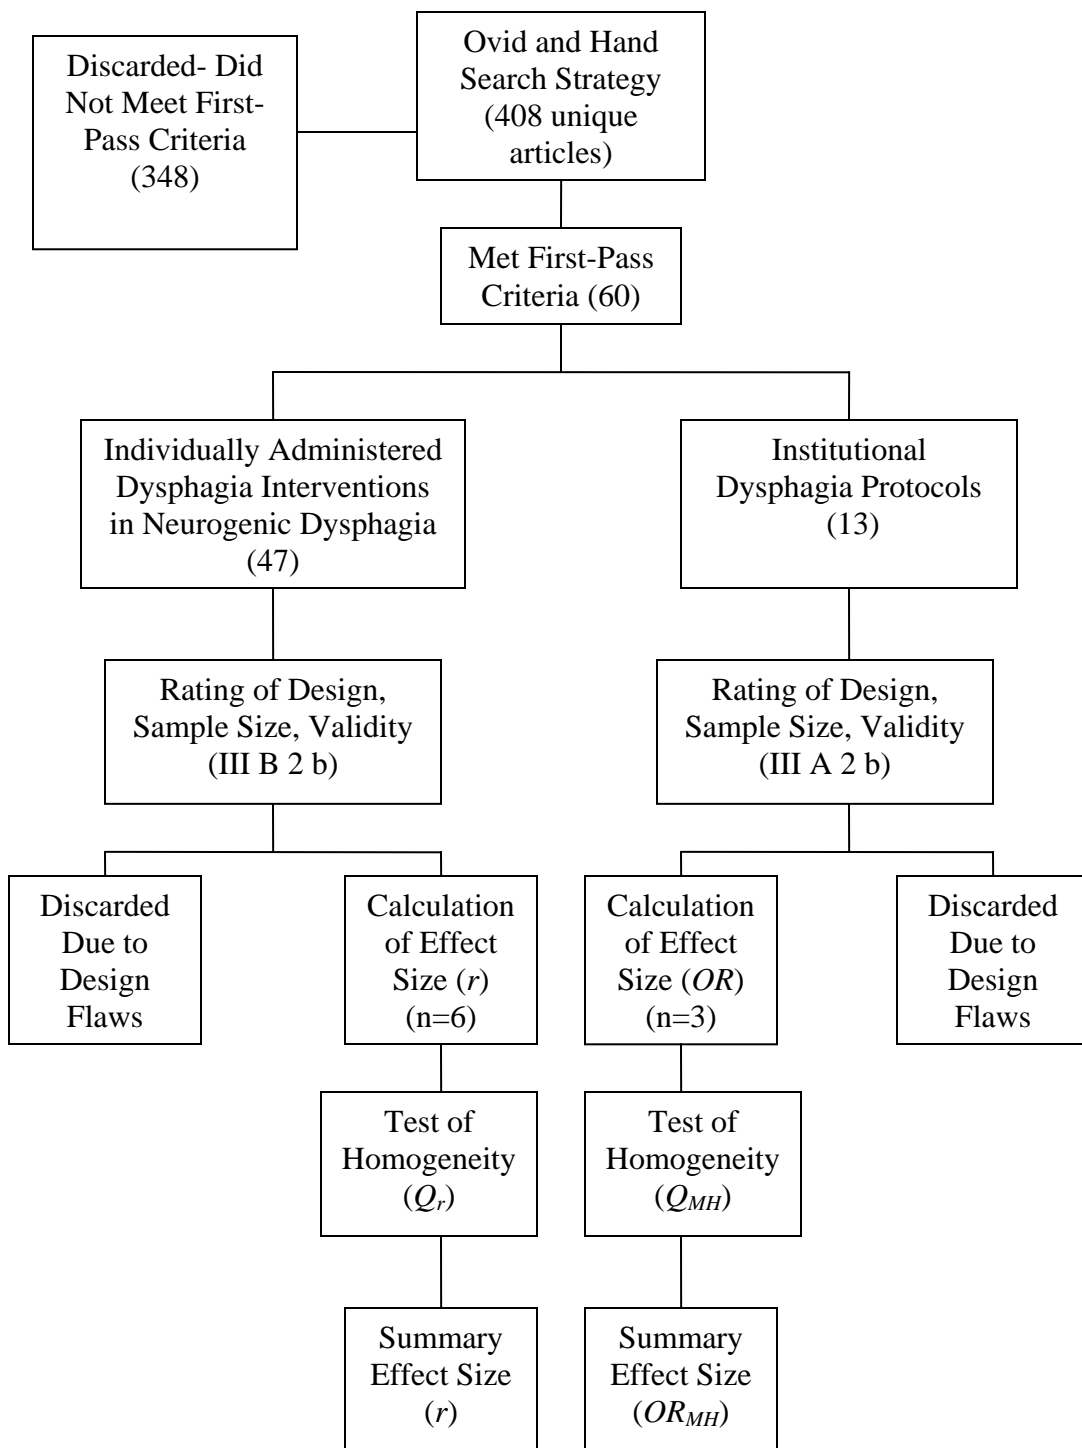 Discarded- Did
Not Meet First-
Pass Criteria
(348)
Ovid and Hand
Search Strategy
(408 unique
articles)
Met First-Pass
Criteria (60)
Individually Administered
Dysphagia Interventions
in Neurogenic Dysphagia
(47)
Institutional
Dysphagia Protocols
(13)
Rating of Design,
Sample Size, Validity
(III B 2 b)
Rating of Design,
Sample Size, Validity
(III A 2 b)
Discarded
Due to
Design
Flaws
Calculation
of Effect
Size (r)
(n=6)
Calculation
of Effect
Size (OR)
(n=3)
Discarded
Due to
Design
Flaws
Test of
Homogeneity
(Qr)
Test of
Homogeneity
(QMH)
Summary
Effect Size
(r)
Summary
Effect Size
(ORMH)